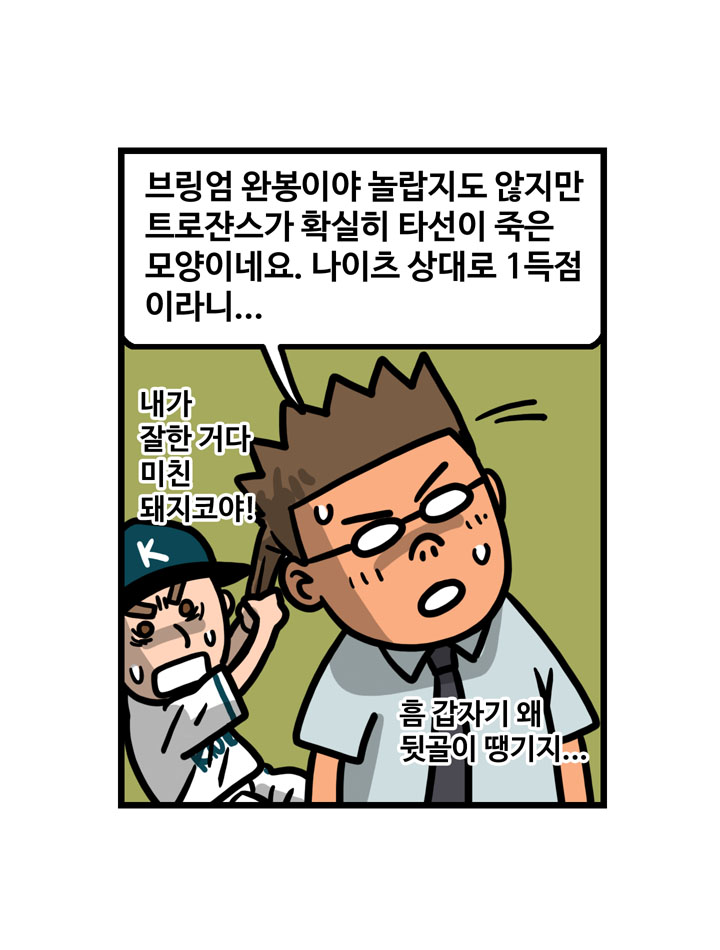 브링엄 완봉이야 놀랍지도 않지만
트로쟌스가 확실히 타선이 죽은
모양이네요. 나이츠 상대로 1득점
이라니...
내가
잘한 거다
미친
돼지코야!
K
흠 갑자기 왜
뒷골이 땡기지...